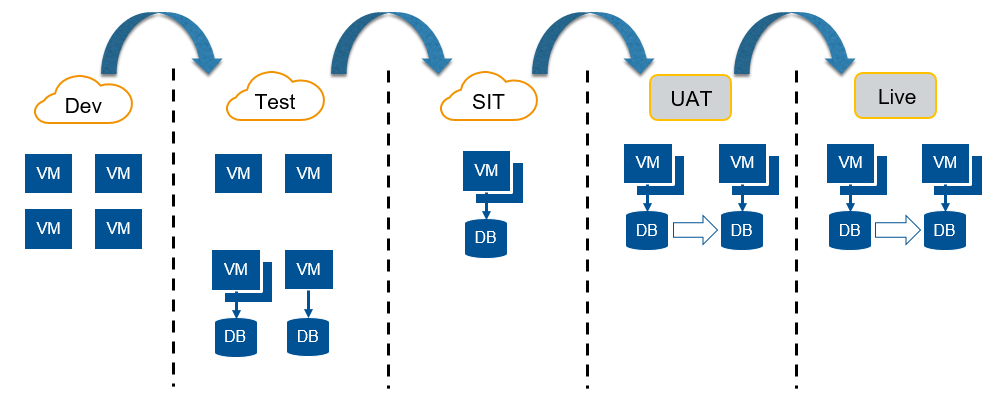 Dev
Test
SIT
UAT
Live
VM VM
VM VM
VM VM
VM VM
DB DB
VM
DB
VM VM
DB DB
VM VM
DB DB